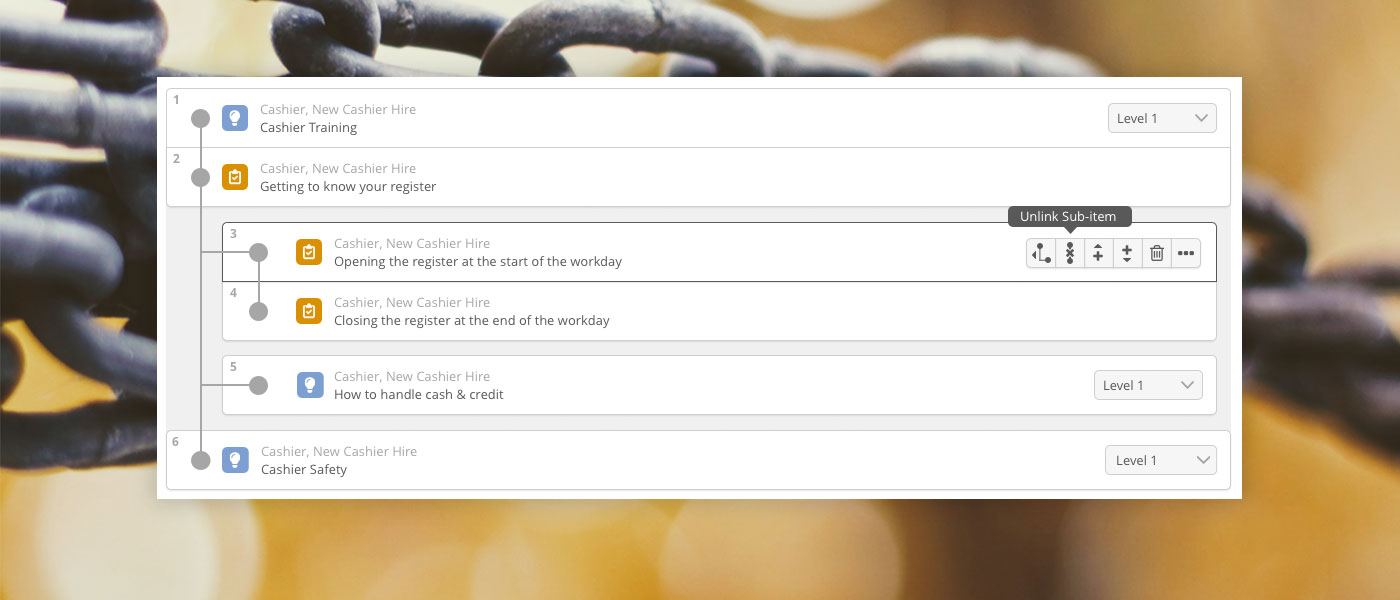 1
Cashier, New Cashier Hire
Cashier Training
Level 1
2
Cashier, New Cashier Hire
Getting to know your register
Unlink Sub-item
3
Cashier, New Cashier Hire
Opening the register at the start of the workday
4
Cashier, New Cashier Hire
Closing the register at the end of the workday
5
Cashier, New Cashier Hire
How to handle cash & credit
Level 1
6
Cashier, New Cashier Hire
Cashier Safety
Level 1